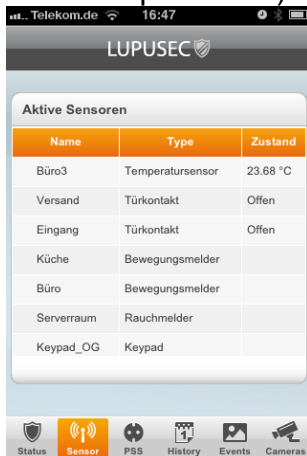 Telekom.de 16:47
LUPUSEC
Aktive Sensoren
Name Type Zustand
Büro3 Temperatursensor 23.68 °C
Versand Türkontakt Offen
Eingang Türkontakt Offen
Küche Bewegungsmelder
Büro Bewegungsmelder
Serverraum Rauchmelder
Keypad_OG Keypad
Status Sensor PSS History Events Cameras